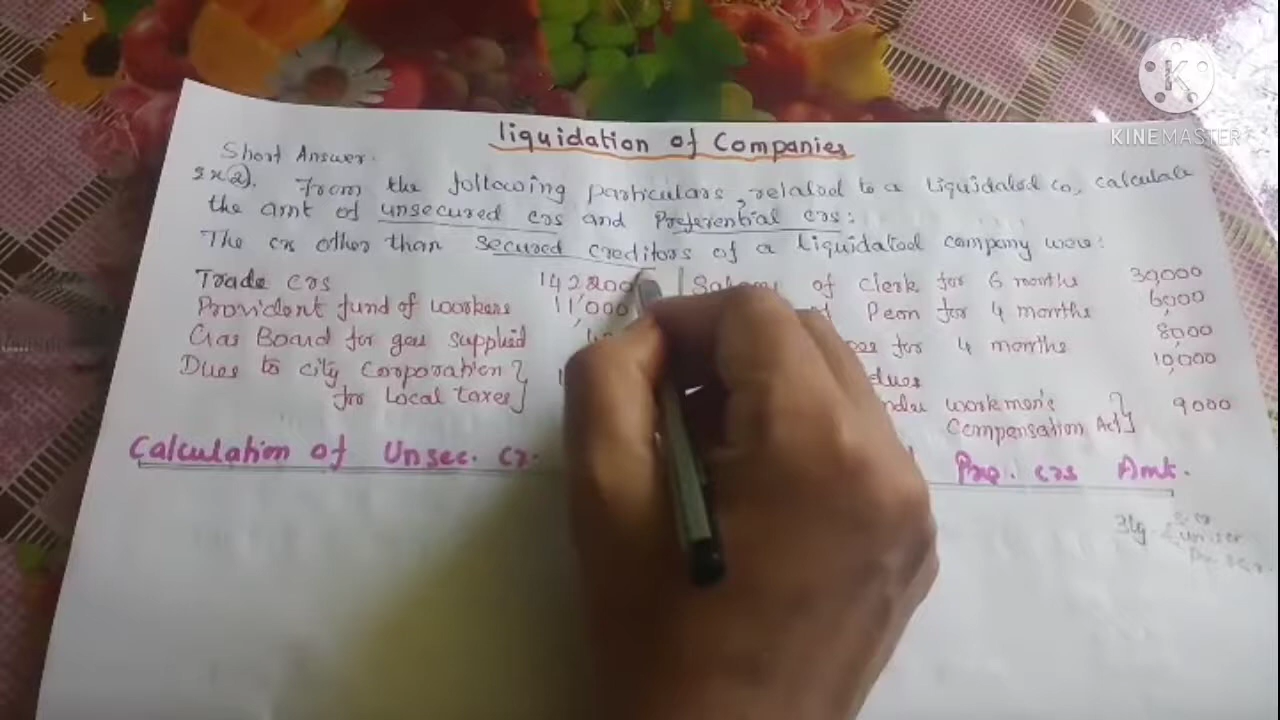 KINEMASTER
liquidation of Companies
Short Answer.
From the following particulars, related to a liquidated co, calculate
the amt of unsecured crs and Preferential crs:
The crs other than secured creditors of a liquidated company were:
Trade crs 142800
Provident fund of workers 11,000
Gas Board for gas supplied
Dues to city Corporation
for Local taxes
of clerk for 6 months 30,000
Peon for 4 months 6000
for 4 months 8000
dues 10,000
workmen's 9000
Compensation Act
Calculation of Unsec. cr.
Pre. crs Amt.